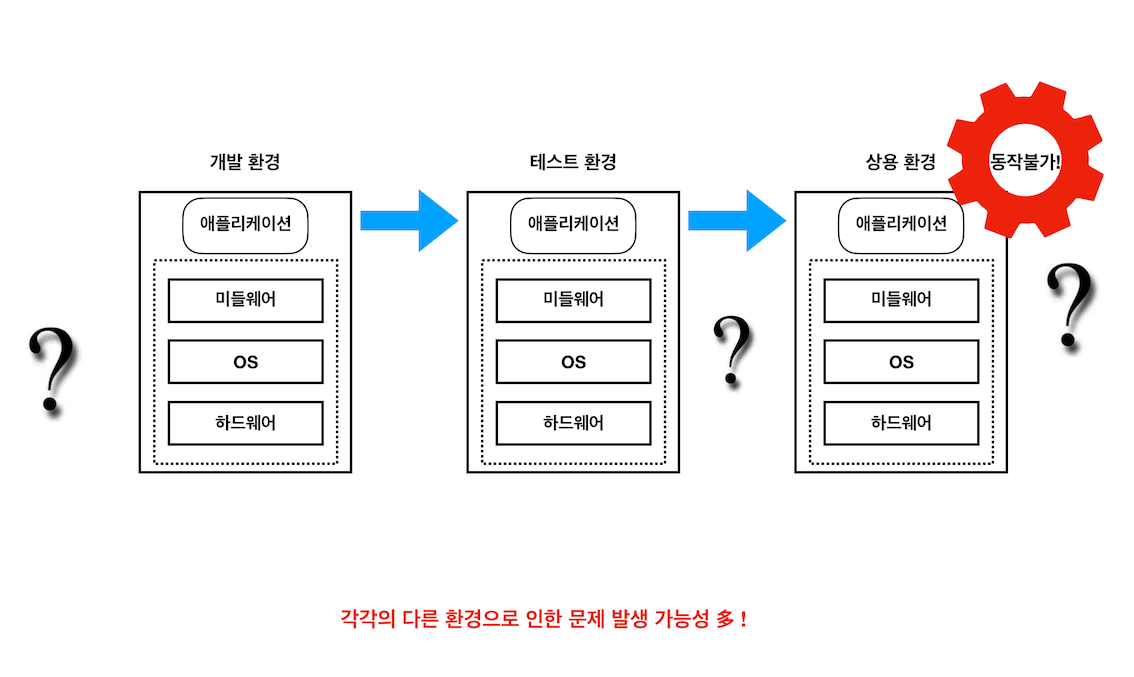 개발 환경
애플리케이션
미들웨어
OS
하드웨어
테스트 환경
애플리케이션
미들웨어
OS
하드웨어
상용 환경
동작불가!
애플리케이션
미들웨어
OS
하드웨어
?
?
?
각각의 다른 환경으로 인한 문제 발생 가능성 多 !